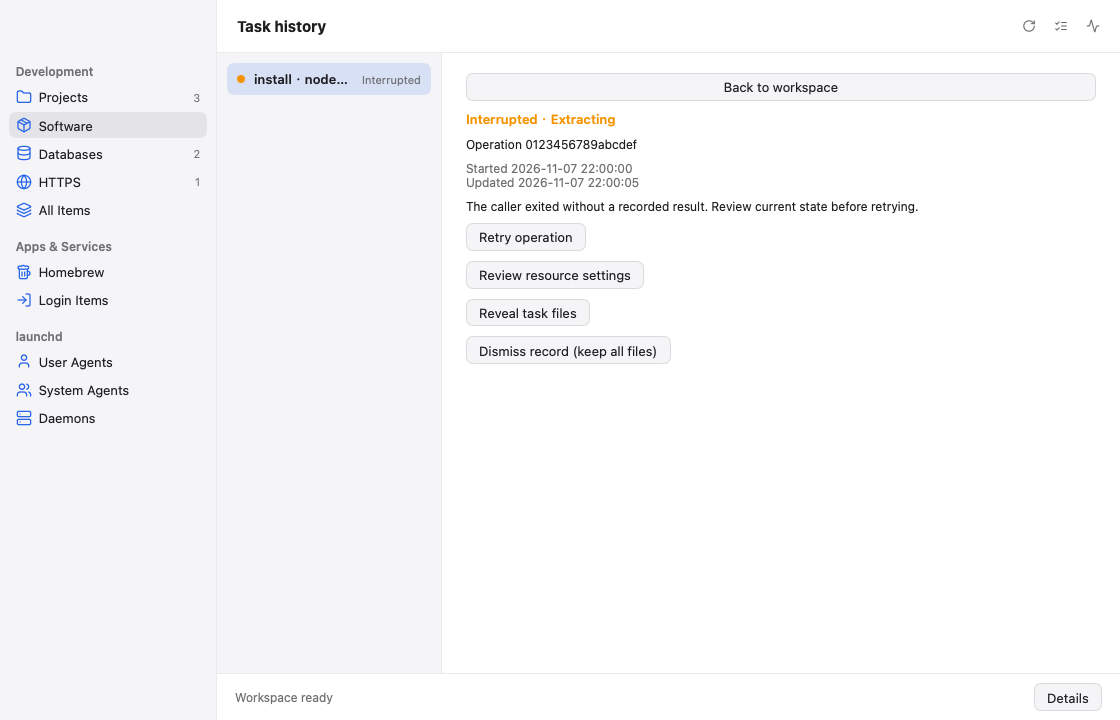 Task history
Development
Projects 3
Software
Databases 2
HTTPS 1
All Items
Apps & Services
Homebrew
Login Items
launchd
User Agents
System Agents
Daemons
install · node... Interrupted
Back to workspace
Interrupted · Extracting
Operation 0123456789abcdef
Started 2026-11-07 22:00:00
Updated 2026-11-07 22:00:05
The caller exited without a recorded result. Review current state before retrying.
Retry operation
Review resource settings
Reveal task files
Dismiss record (keep all files)
Workspace ready
Details